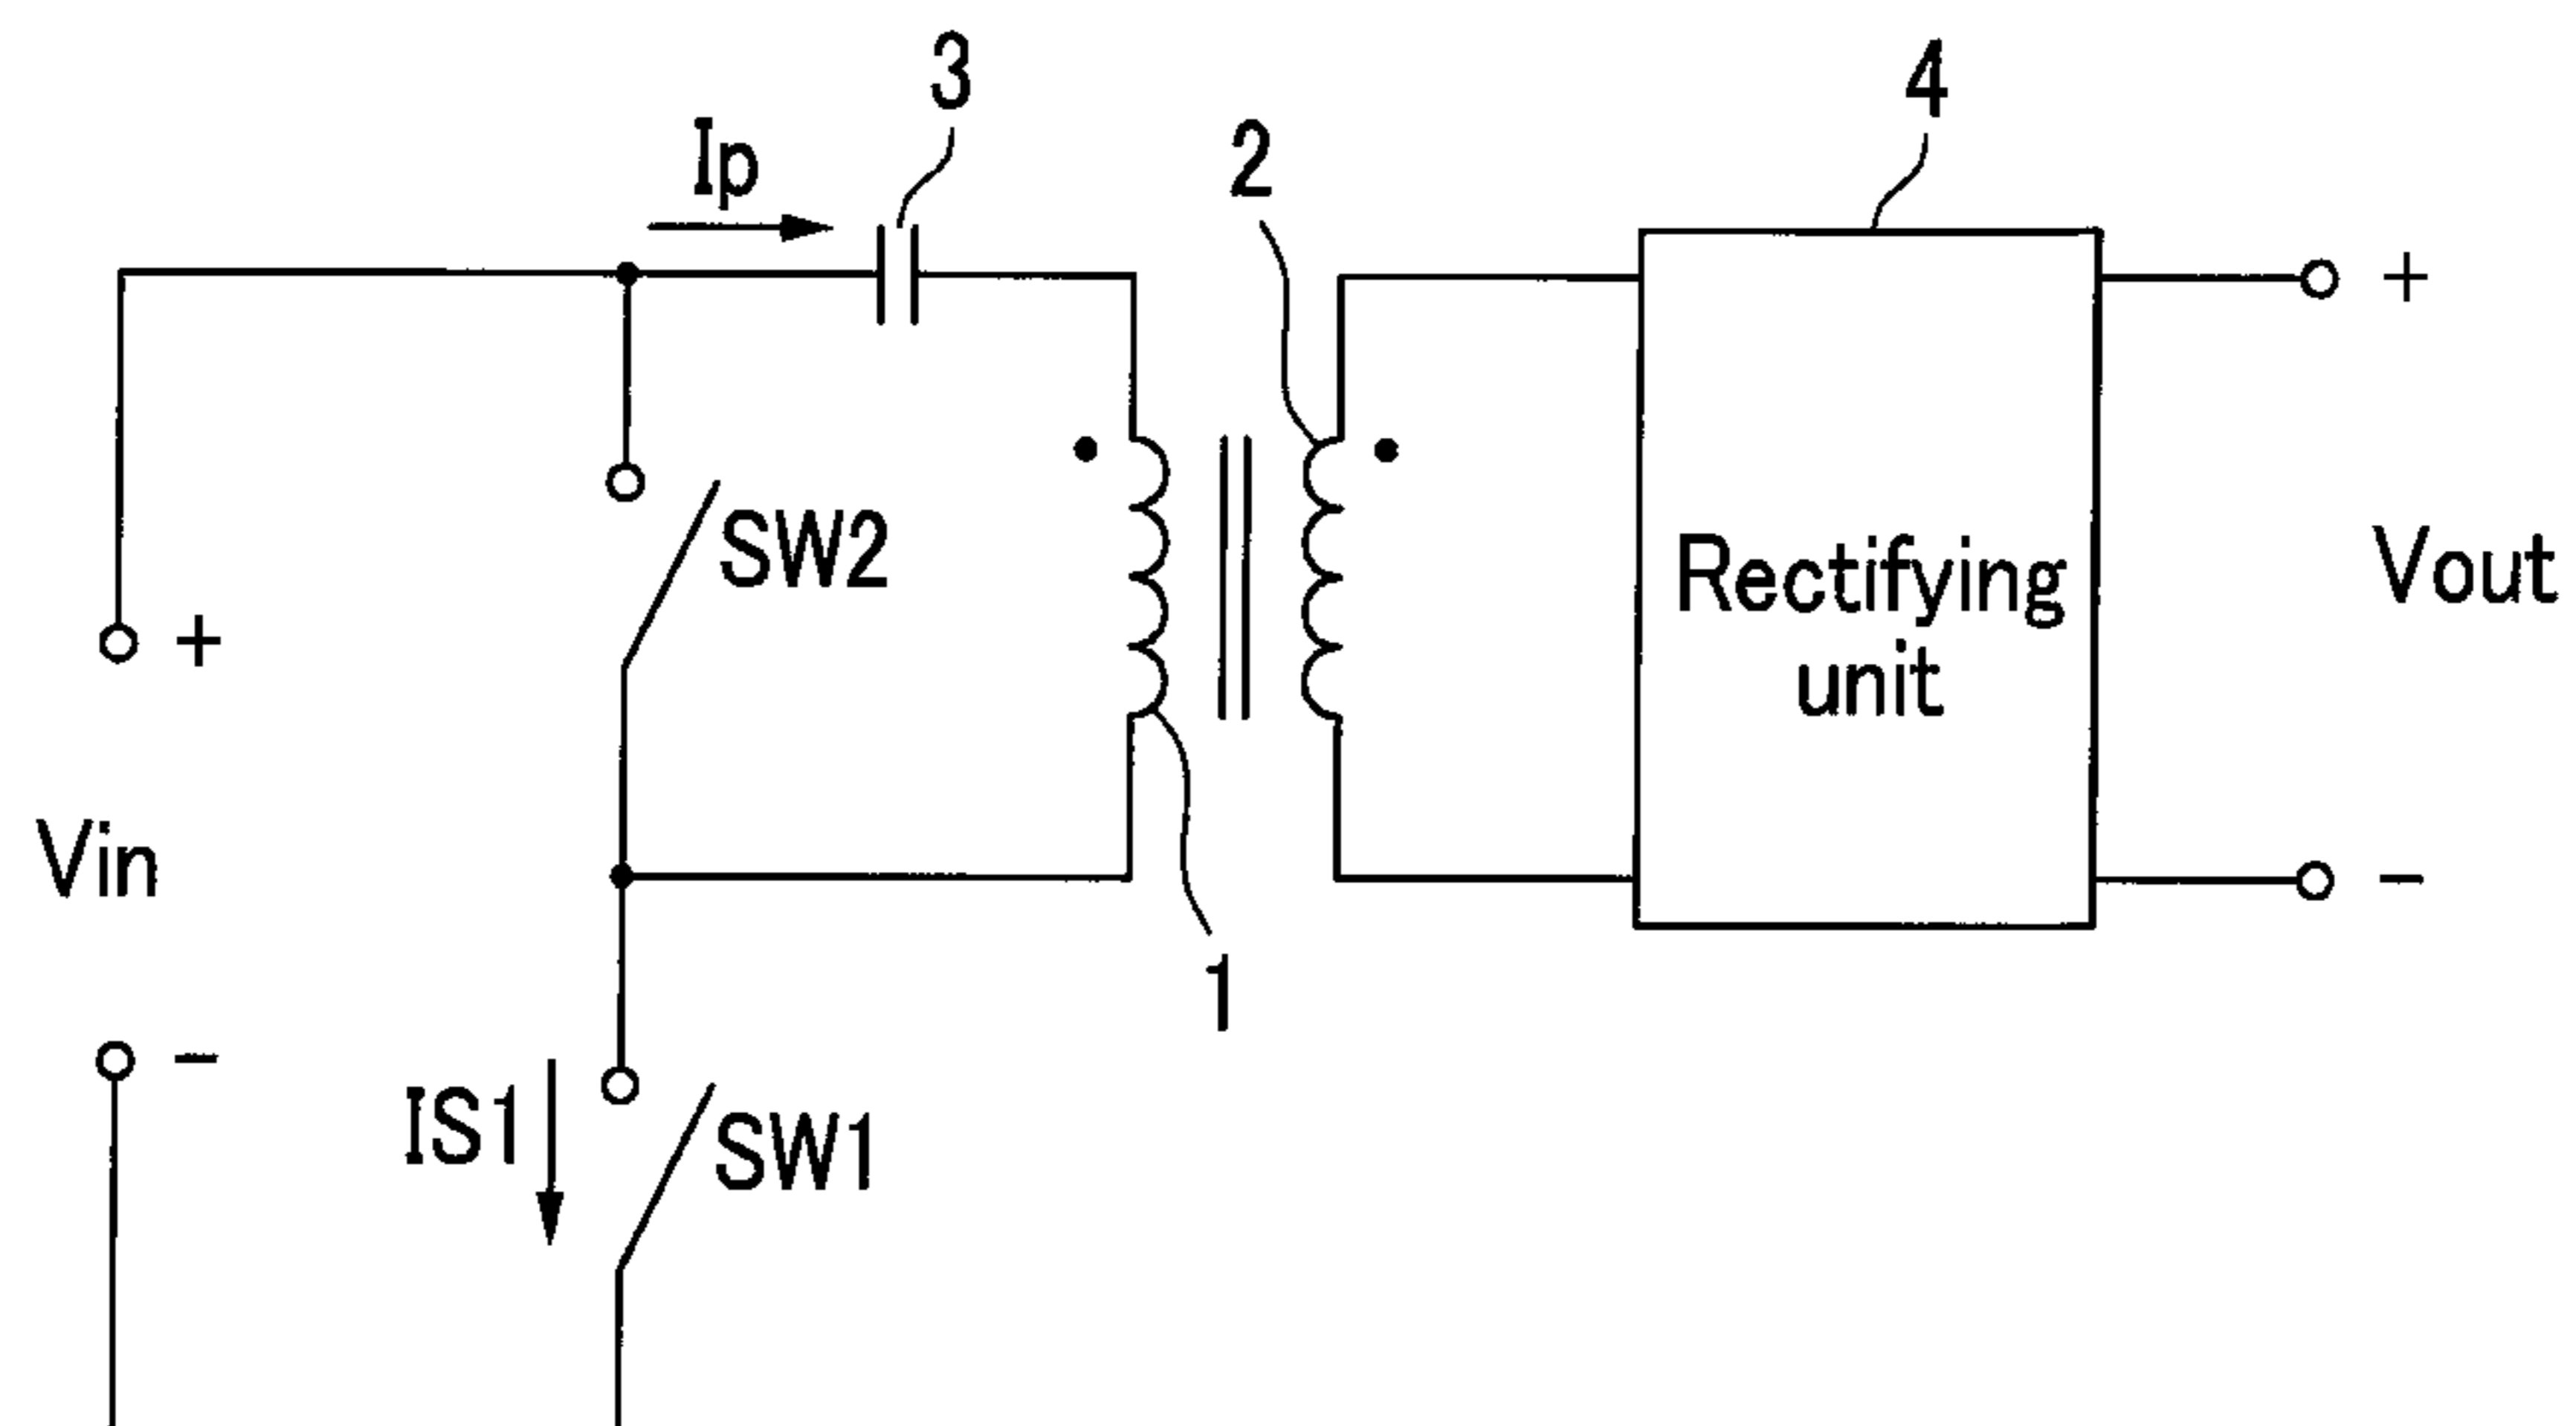 3
4
Ip
2
SW2
+
+
Rectifying
unit
Vout
Vin
-
-
1
IS1
SW1